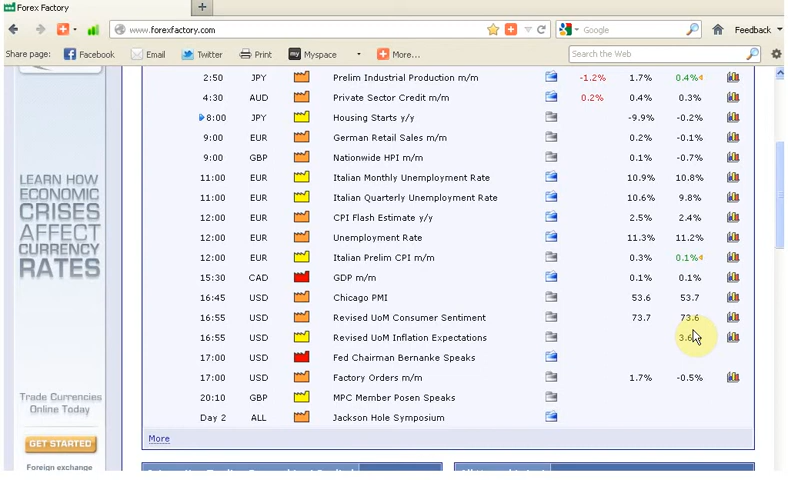 Forex Factory
+
www.forexfactory.com
Google
Feedback
Share page:
Facebook
Email
Twitter
Print
my
Myspace
More...
Search the Web
2:50 JPY Prelim Industrial Production m/m -1.2% 1.7% 0.4%
4:30 AUD Private Sector Credit m/m 0.2% 0.4% 0.3%
8:00 JPY Housing Starts y/y -9.9% -0.2%
9:00 EUR German Retail Sales m/m 0.2% -0.1%
9:00 GBP Nationwide HPI m/m 0.1% -0.7%
11:00 EUR Italian Monthly Unemployment Rate 10.9% 10.8%
11:00 EUR Italian Quarterly Unemployment Rate 10.6% 9.8%
12:00 EUR CPI Flash Estimate y/y 2.5% 2.4%
12:00 EUR Unemployment Rate 11.3% 11.2%
12:00 EUR Italian Prelim CPI m/m 0.3% 0.1%
15:30 CAD GDP m/m 0.1% 0.1%
16:45 USD Chicago PMI 53.6 53.7
16:55 USD Revised UoM Consumer Sentiment 73.7 73.6
16:55 USD Revised UoM Inflation Expectations
17:00 USD Fed Chairman Bernanke Speaks
17:00 USD Factory Orders m/m 1.7% -0.5%
20:10 GBP MPC Member Posen Speaks
Day 2 ALL Jackson Hole Symposium
More
LEARN HOW
ECONOMIC
CRISES
AFFECT
CURRENCY
RATES
Trade Currencies
Online Today
GET STARTED
Foreign exchange